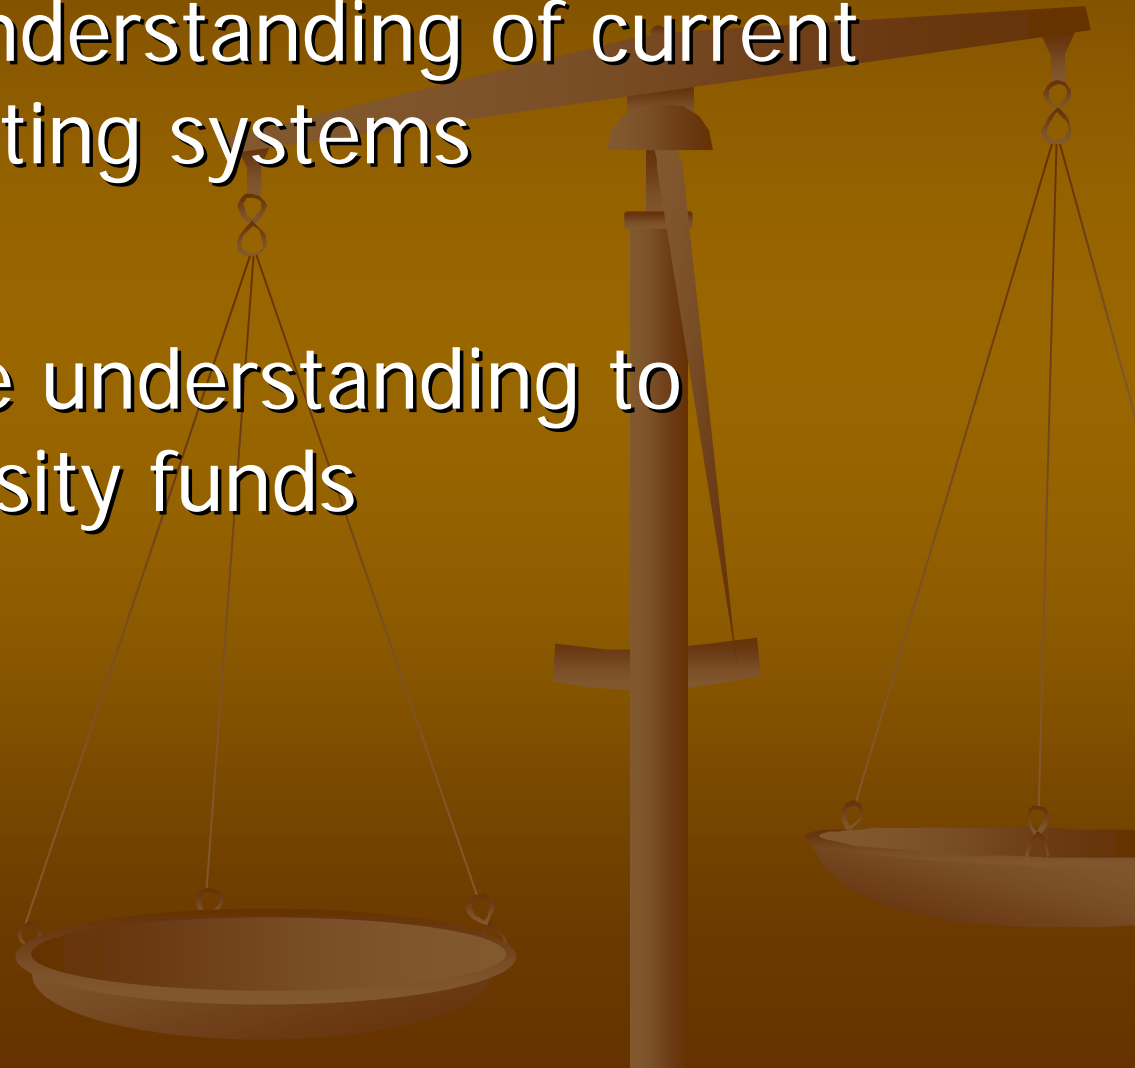 nderstanding of current
ting systems
e understanding to
sity funds